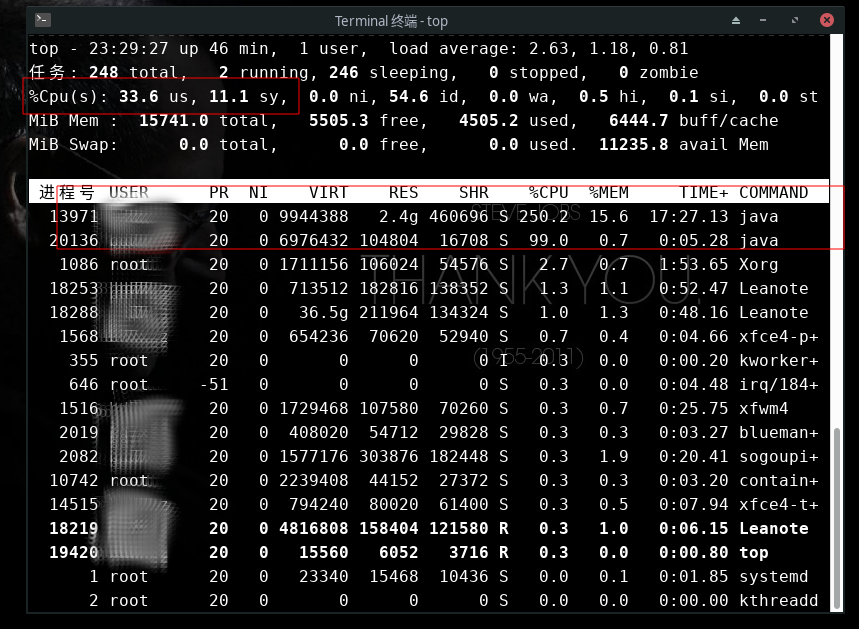 Terminal 终端 - top
top - 23:29:27 up 46 min,  1 user,  load average: 2.63, 1.18, 0.81
任务: 248 total,   2 running, 246 sleeping,   0 stopped,   0 zombie
%Cpu(s): 33.6 us, 11.1 sy,  0.0 ni, 54.6 id,  0.0 wa,  0.5 hi,  0.1 si,  0.0 st
MiB Mem :  15741.0 total,   5505.3 free,   4505.2 used,   6444.7 buff/cache
MiB Swap:      0.0 total,      0.0 free,      0.0 used.  11235.8 avail Mem
进程号 USER      PR  NI    VIRT    RES    SHR    %CPU  %MEM     TIME+ COMMAND
13971 20 0 9944388 2.4g 460696 S 250.2 15.6 17:27.13 java
STEVE JOBS
20136 20 0 6976432 104804 16708 S 99.0 0.7 0:05.28 java
1086 root 20 0 1711156 106024 54576 S 2.7 0.7 1:53.65 Xorg
THANK YOU.
18253 20 0 713512 182816 138352 S 1.3 1.1 0:52.47 Leanote
18288 20 0 36.5g 211964 134324 S 1.0 1.3 0:48.16 Leanote
1568 20 0 654236 70620 52940 S 0.7 0.4 0:04.66 xfce4-p+
355 root 20 0 0 0 0 I 0.3 0.0 0:00.20 kworker+
(1955-2011)
646 root -51 0 0 0 0 S 0.3 0.0 0:04.48 irq/184+
1516 20 0 1729468 107580 70260 S 0.3 0.7 0:25.75 xfwm4
2019 20 0 408020 54712 29828 S 0.3 0.3 0:03.27 blueman+
2082 20 0 1577176 303876 182448 S 0.3 1.9 0:20.41 sogoupi+
10742 root 20 0 2239408 44152 27372 S 0.3 0.3 0:03.20 contain+
14515 20 0 794240 80020 61400 S 0.3 0.5 0:07.94 xfce4-t+
18219 20 0 4816808 158404 121580 R 0.3 1.0 0:06.15 Leanote
19420 20 0 15560 6052 3716 R 0.3 0.0 0:00.80 top
1 root 20 0 23340 15468 10436 S 0.0 0.1 0:01.85 systemd
2 root 20 0 0 0 0 S 0.0 0.0 0:00.00 kthreadd